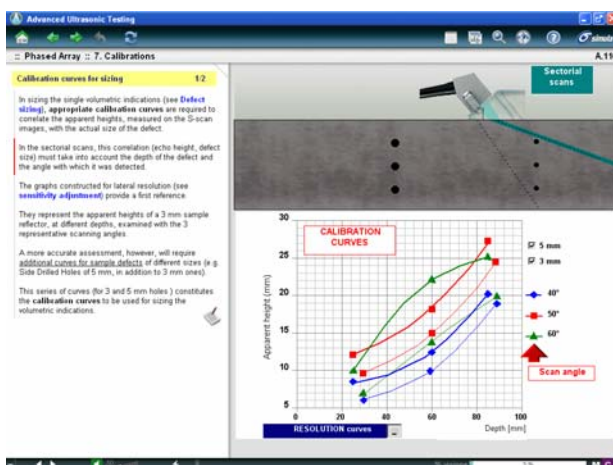 Advanced Ultrasonic Testing
:: Phased Array :: 7. Calibrations
Calibration curves for sizing 1/2
In sizing the single volumetric indications (see Defect
sizing), appropriate calibration curves are required to
correlate the apparent heights, measured on the S-scan
images, with the actual size of the defect.
In the sectorial scans, this correlation (echo height, defect
size) must take into account the depth of the defect and
the angle with which it was detected.
The graphs constructed for lateral resolution (see
sensitivity adjustment) provide a first reference.
They represent the apparent heights of a 3 mm sample
reflector, at different depths, examined with the 3
representative scanning angles
A more accurate assessment, however, will require
additional curves for sample defects of different sizes (e.g.
Side Drilled Holes of 5 mm, in addition to 3 mm ones).
This series of curves (for 3 and 5 mm holes ) constitutes
the calibration curves to be used for sizing the
volumetric indications.
Sectorial
scans
CALIBRATION
CURVES
Apparent height (mm)
30
25
20
15
10
5
0 20 40 60 80 100
Depth [mm]
5 mm
3 mm
40°
50°
60°
Scan angle
RESOLUTION curves